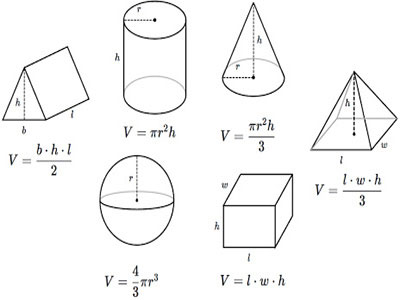 r
h
V = πr²h
h
r
V = πr²h/3
h
b
l
V = b · h · l/2
h
l
w
V = l · w · h/3
r
V = 4/3 πr³
w
h
l
V = l · w · h